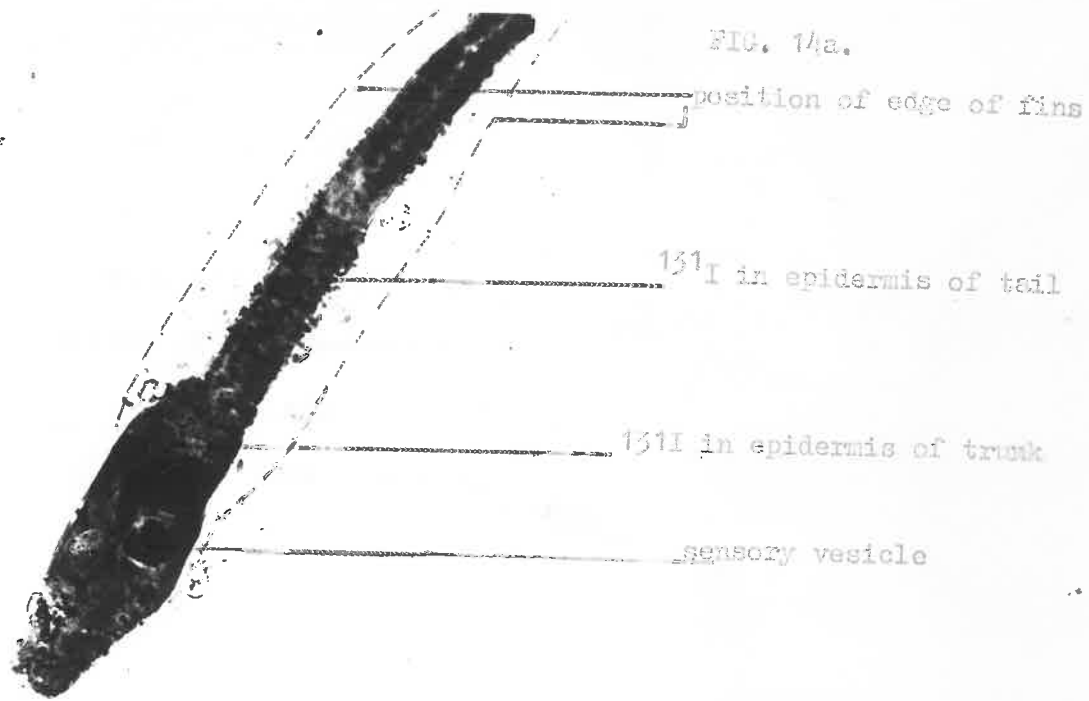 FIG. 14a.
position of edge of fins
¹³¹I in epidermis of tail
131I in epidermis of trunk
sensory vesicle